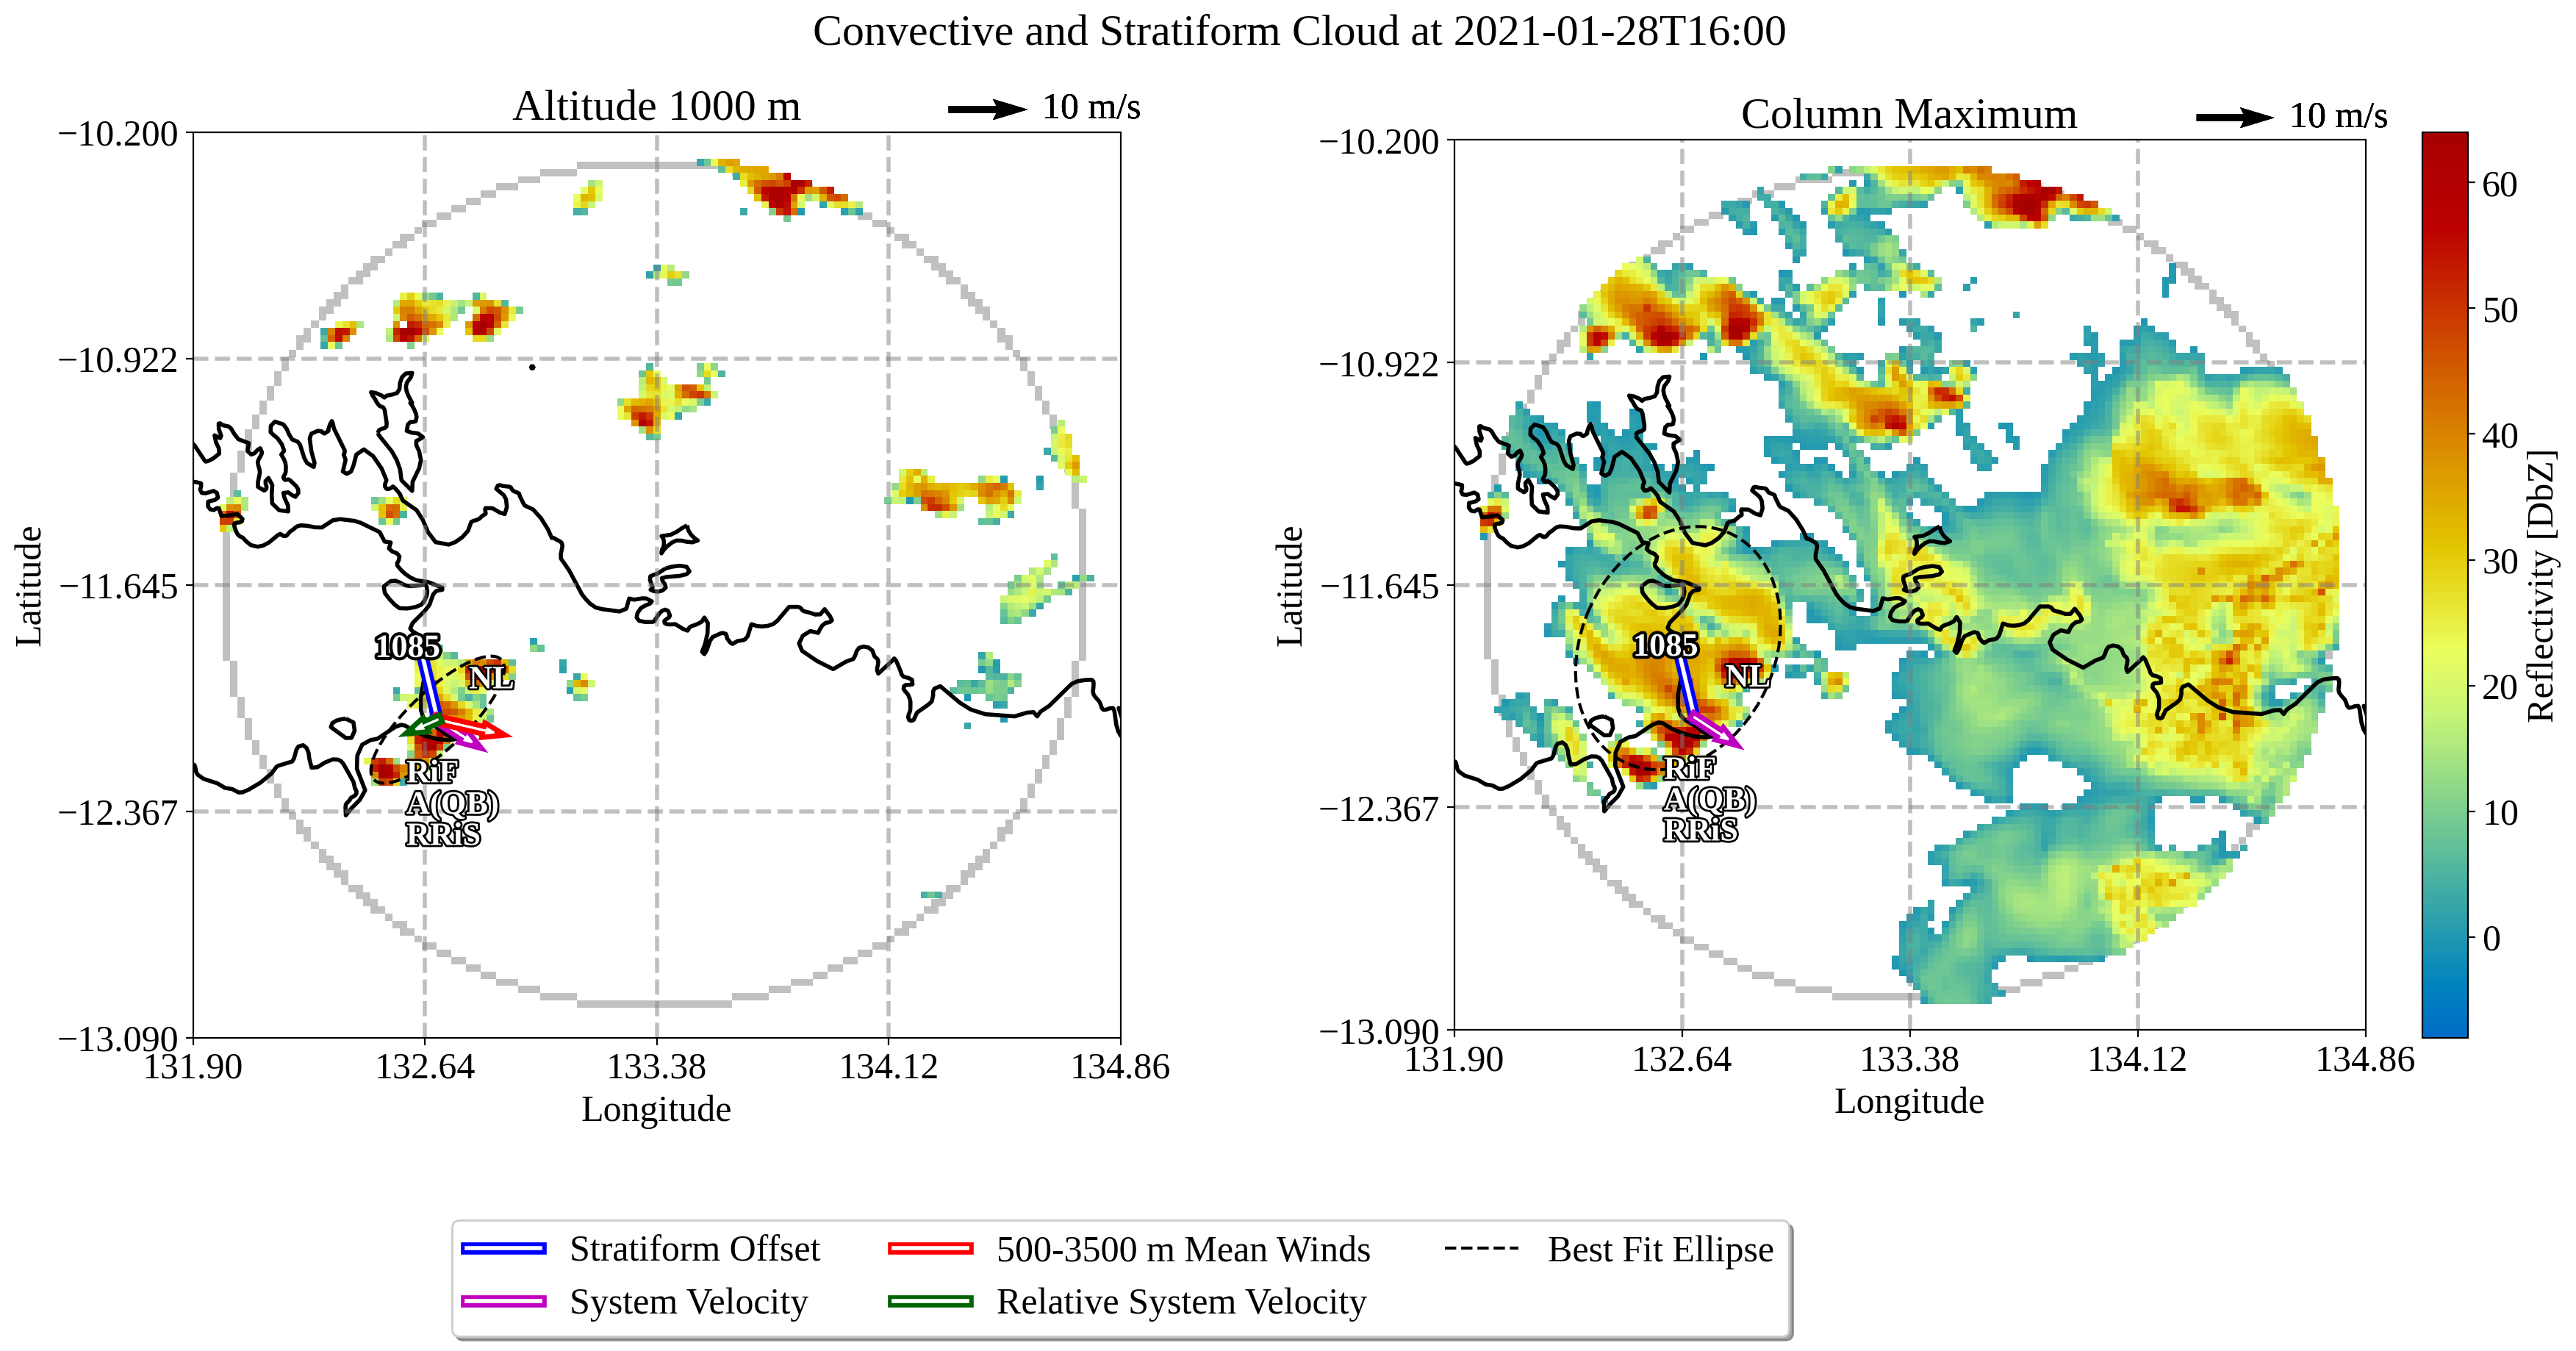 Convective and Stratiform Cloud at 2021-01-28T16:00
Altitude 1000 m
10 m/s
−10.200
−10.922
−11.645
−12.367
−13.090
Latitude
131.90
132.64
133.38
134.12
134.86
Longitude
1085
NL
RiF
A(QB)
RRiS
Column Maximum
10 m/s
−10.200
−10.922
−11.645
−12.367
−13.090
Latitude
131.90
132.64
133.38
134.12
134.86
Longitude
1085
NL
RiF
A(QB)
RRiS
60
50
40
30
20
10
0
Reflectivity [DbZ]
Stratiform Offset
System Velocity
500-3500 m Mean Winds
Relative System Velocity
Best Fit Ellipse